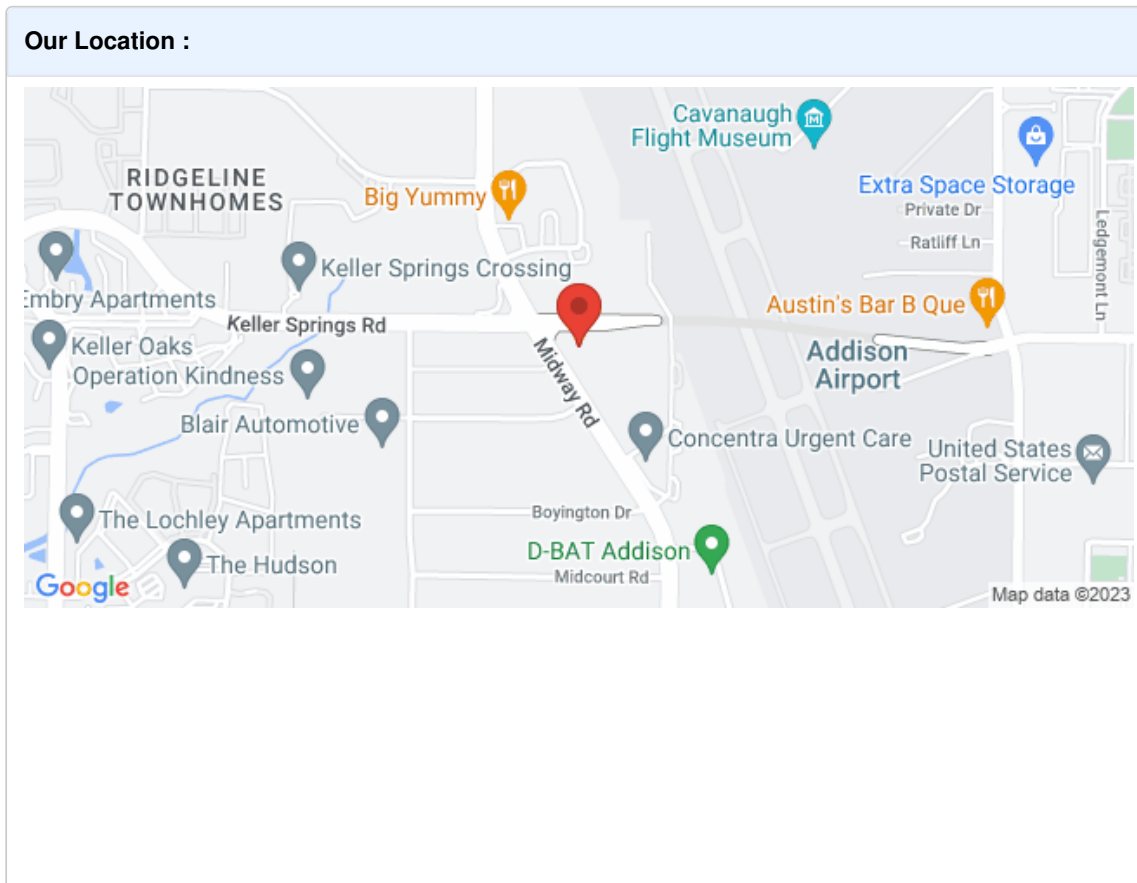 Our Location :
Cavanaugh
Flight Museum
RIDGELINE
TOWNHOMES
Big Yummy
Extra Space Storage
Private Dr
Ratliff Ln
Ledgemont Ln
Keller Springs Crossing
Embry Apartments
Austin's Bar B Que
Keller Springs Rd
Keller Oaks
Midway Rd
Addison
Airport
Operation Kindness
Blair Automotive
Concentra Urgent Care
United States
Postal Service
The Lochley Apartments
Boyington Dr
D-BAT Addison
The Hudson
Midcourt Rd
Google
Map data ©2023